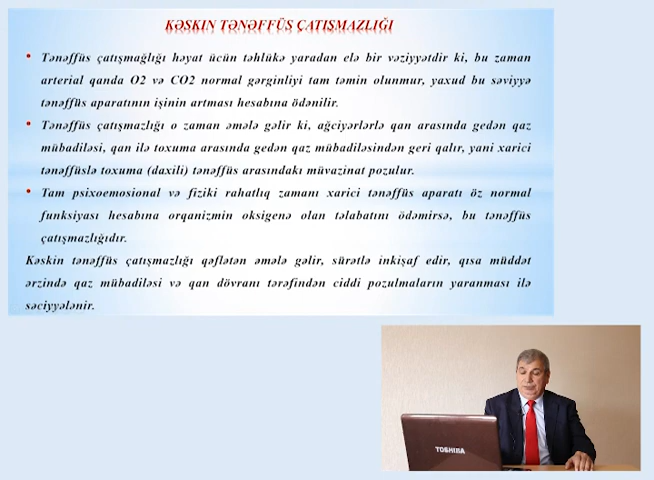 KƏSKIN TƏNƏFFÜS ÇATIŞMAZLIĞI
• Tənəffüs çatışmağlığı həyat ücün təhlükə yaradan elə bir vəziyyətdir ki, bu zaman
arterial qanda O2 və CO2 normal gərginliyi tam təmin olunmur, yaxud bu səviyyə
tənəffüs aparatının işinin artması hesabına ödənilir.
• Tənəffüs çatışmazlığı o zaman əmələ gəlir ki, ağciyərlərlə qan arasında gedən qaz
mübadiləsi, qan ilə toxuma arasında gedən qaz mübadiləsindən geri qalır, yəni xarici
tənəffüslə toxuma (daxili) tənəffüs arasındakı müvazinat pozulur.
• Tam psixoemosional və fiziki rahatlıq zamanı xarici tənəffüs aparatı öz normal
funksiyası hesabına orqanizmin oksigenə olan təlabatını ödəmirsə, bu tənəffüs
çatışmazlığıdır.
Kəskin tənəffüs çatışmazlığı qəflətən əmələ gəlir, sürətlə inkişaf edir, qısa müddət
ərzində qaz mübadiləsi və qan dövranı tərəfindən ciddi pozulmaların yaranması ilə
səciyyələnir.
TOSHIBA